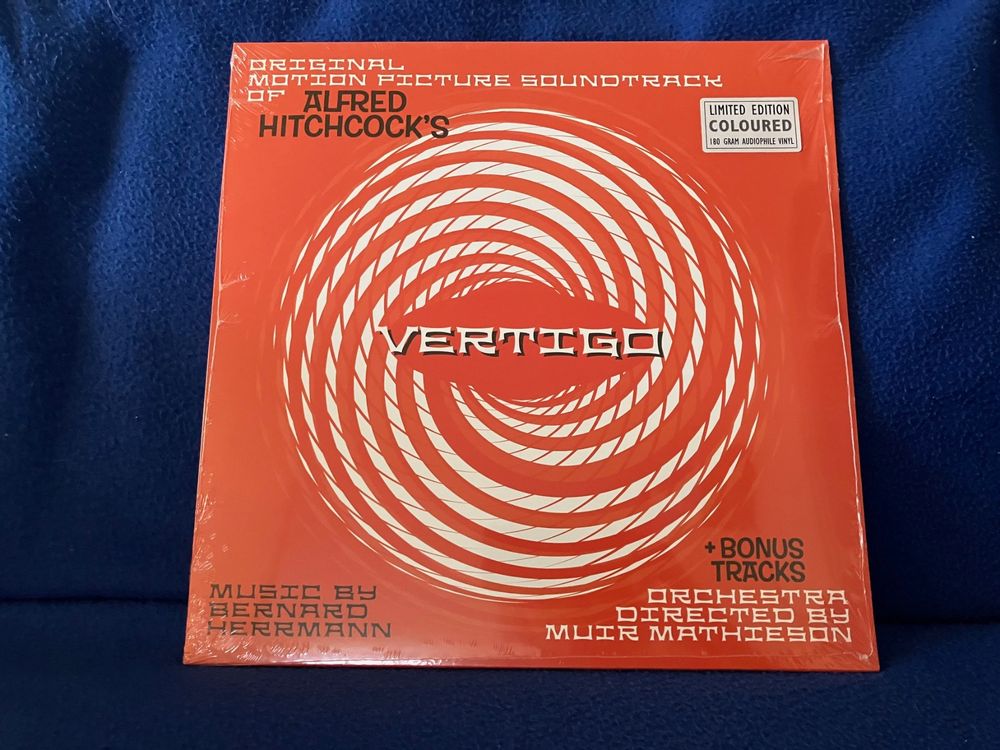 ORIGINAL
MOTION PICTURE SOUNDTRACK
OF ALFRED
HITCHCOCK'S
LIMITED EDITION
COLOURED
180 GRAM AUDIOPHILE VINYL
VERTIGO
+ BONUS
TRACKS
MUSIC BY
BERNARD
HERRMANN
ORCHESTRA
DIRECTED BY
MUIR MATHIESON